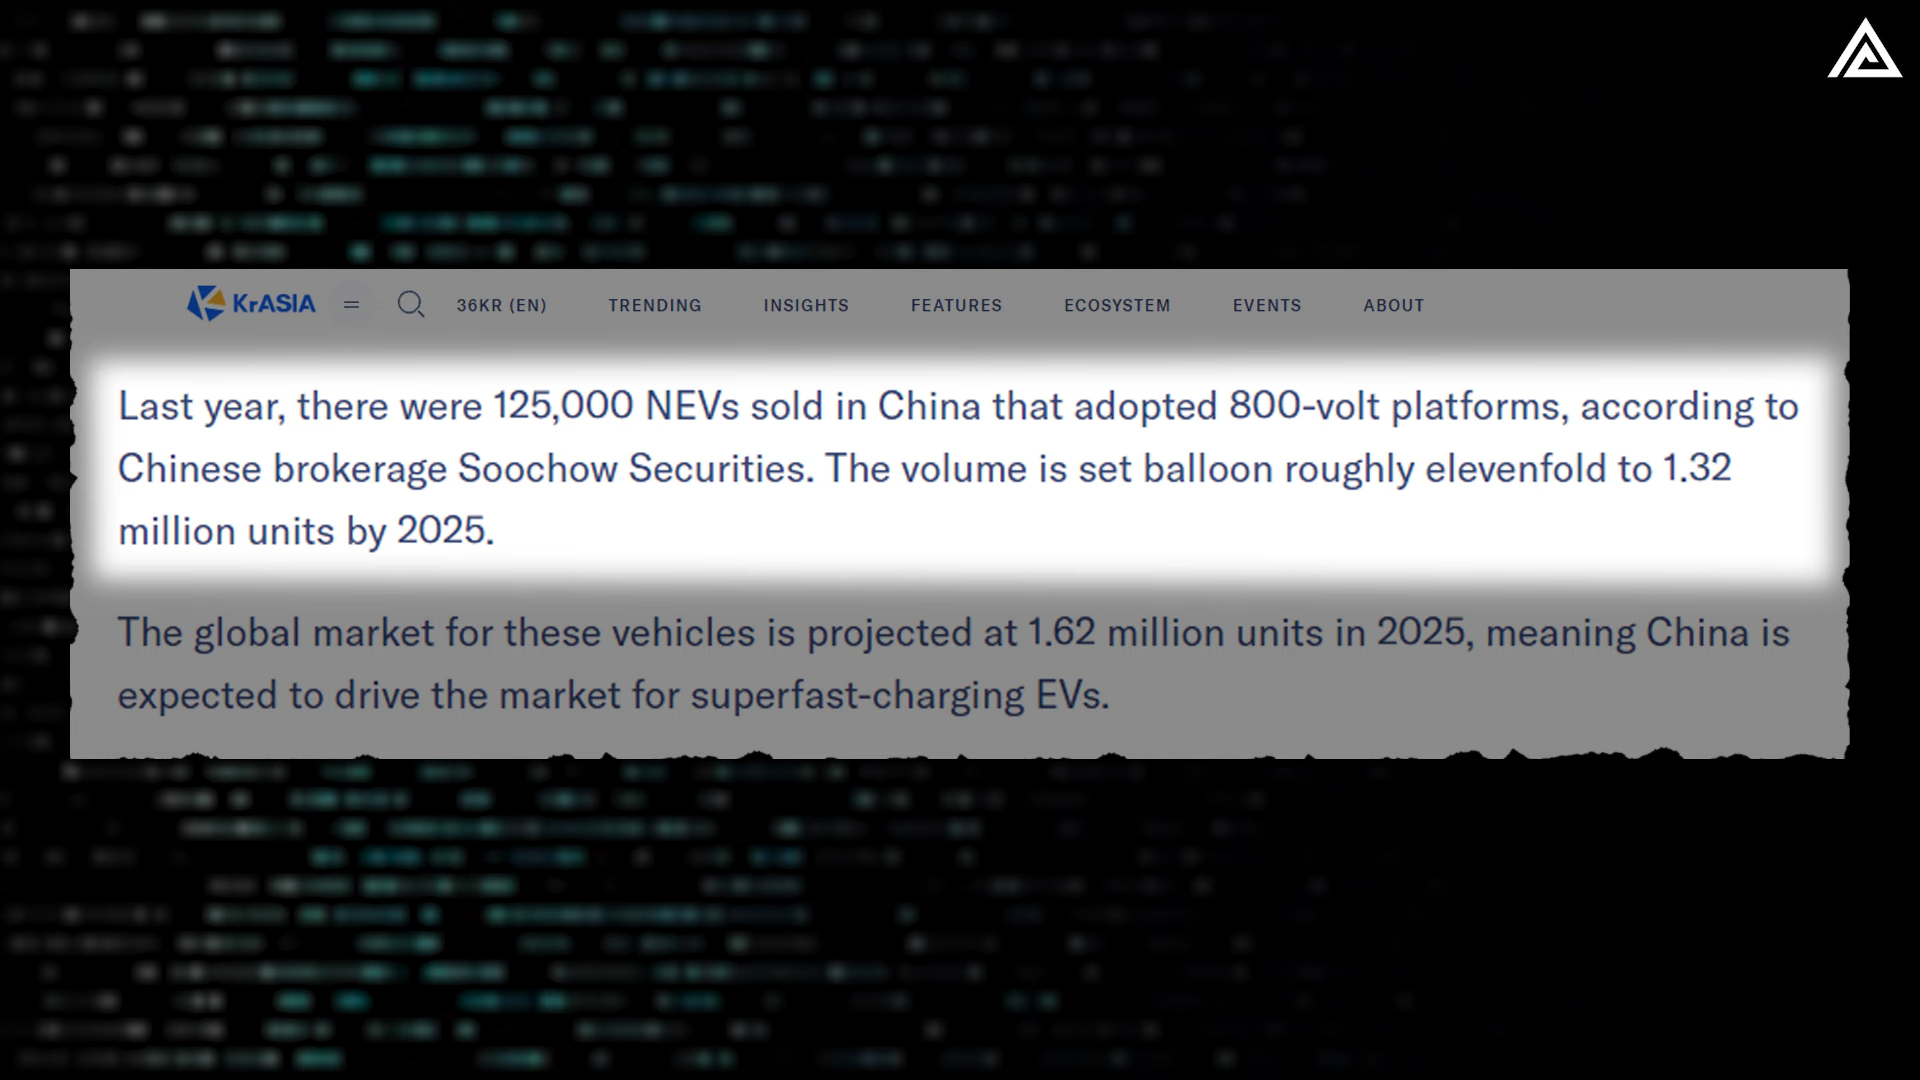 KrASIA 36KR (EN) TRENDING INSIGHTS FEATURES ECOSYSTEM EVENTS ABOUT
Last year, there were 125,000 NEVs sold in China that adopted 800-volt platforms, according to
Chinese brokerage Soochow Securities. The volume is set balloon roughly elevenfold to 1.32
million units by 2025.
The global market for these vehicles is projected at 1.62 million units in 2025, meaning China is
expected to drive the market for superfast-charging EVs.